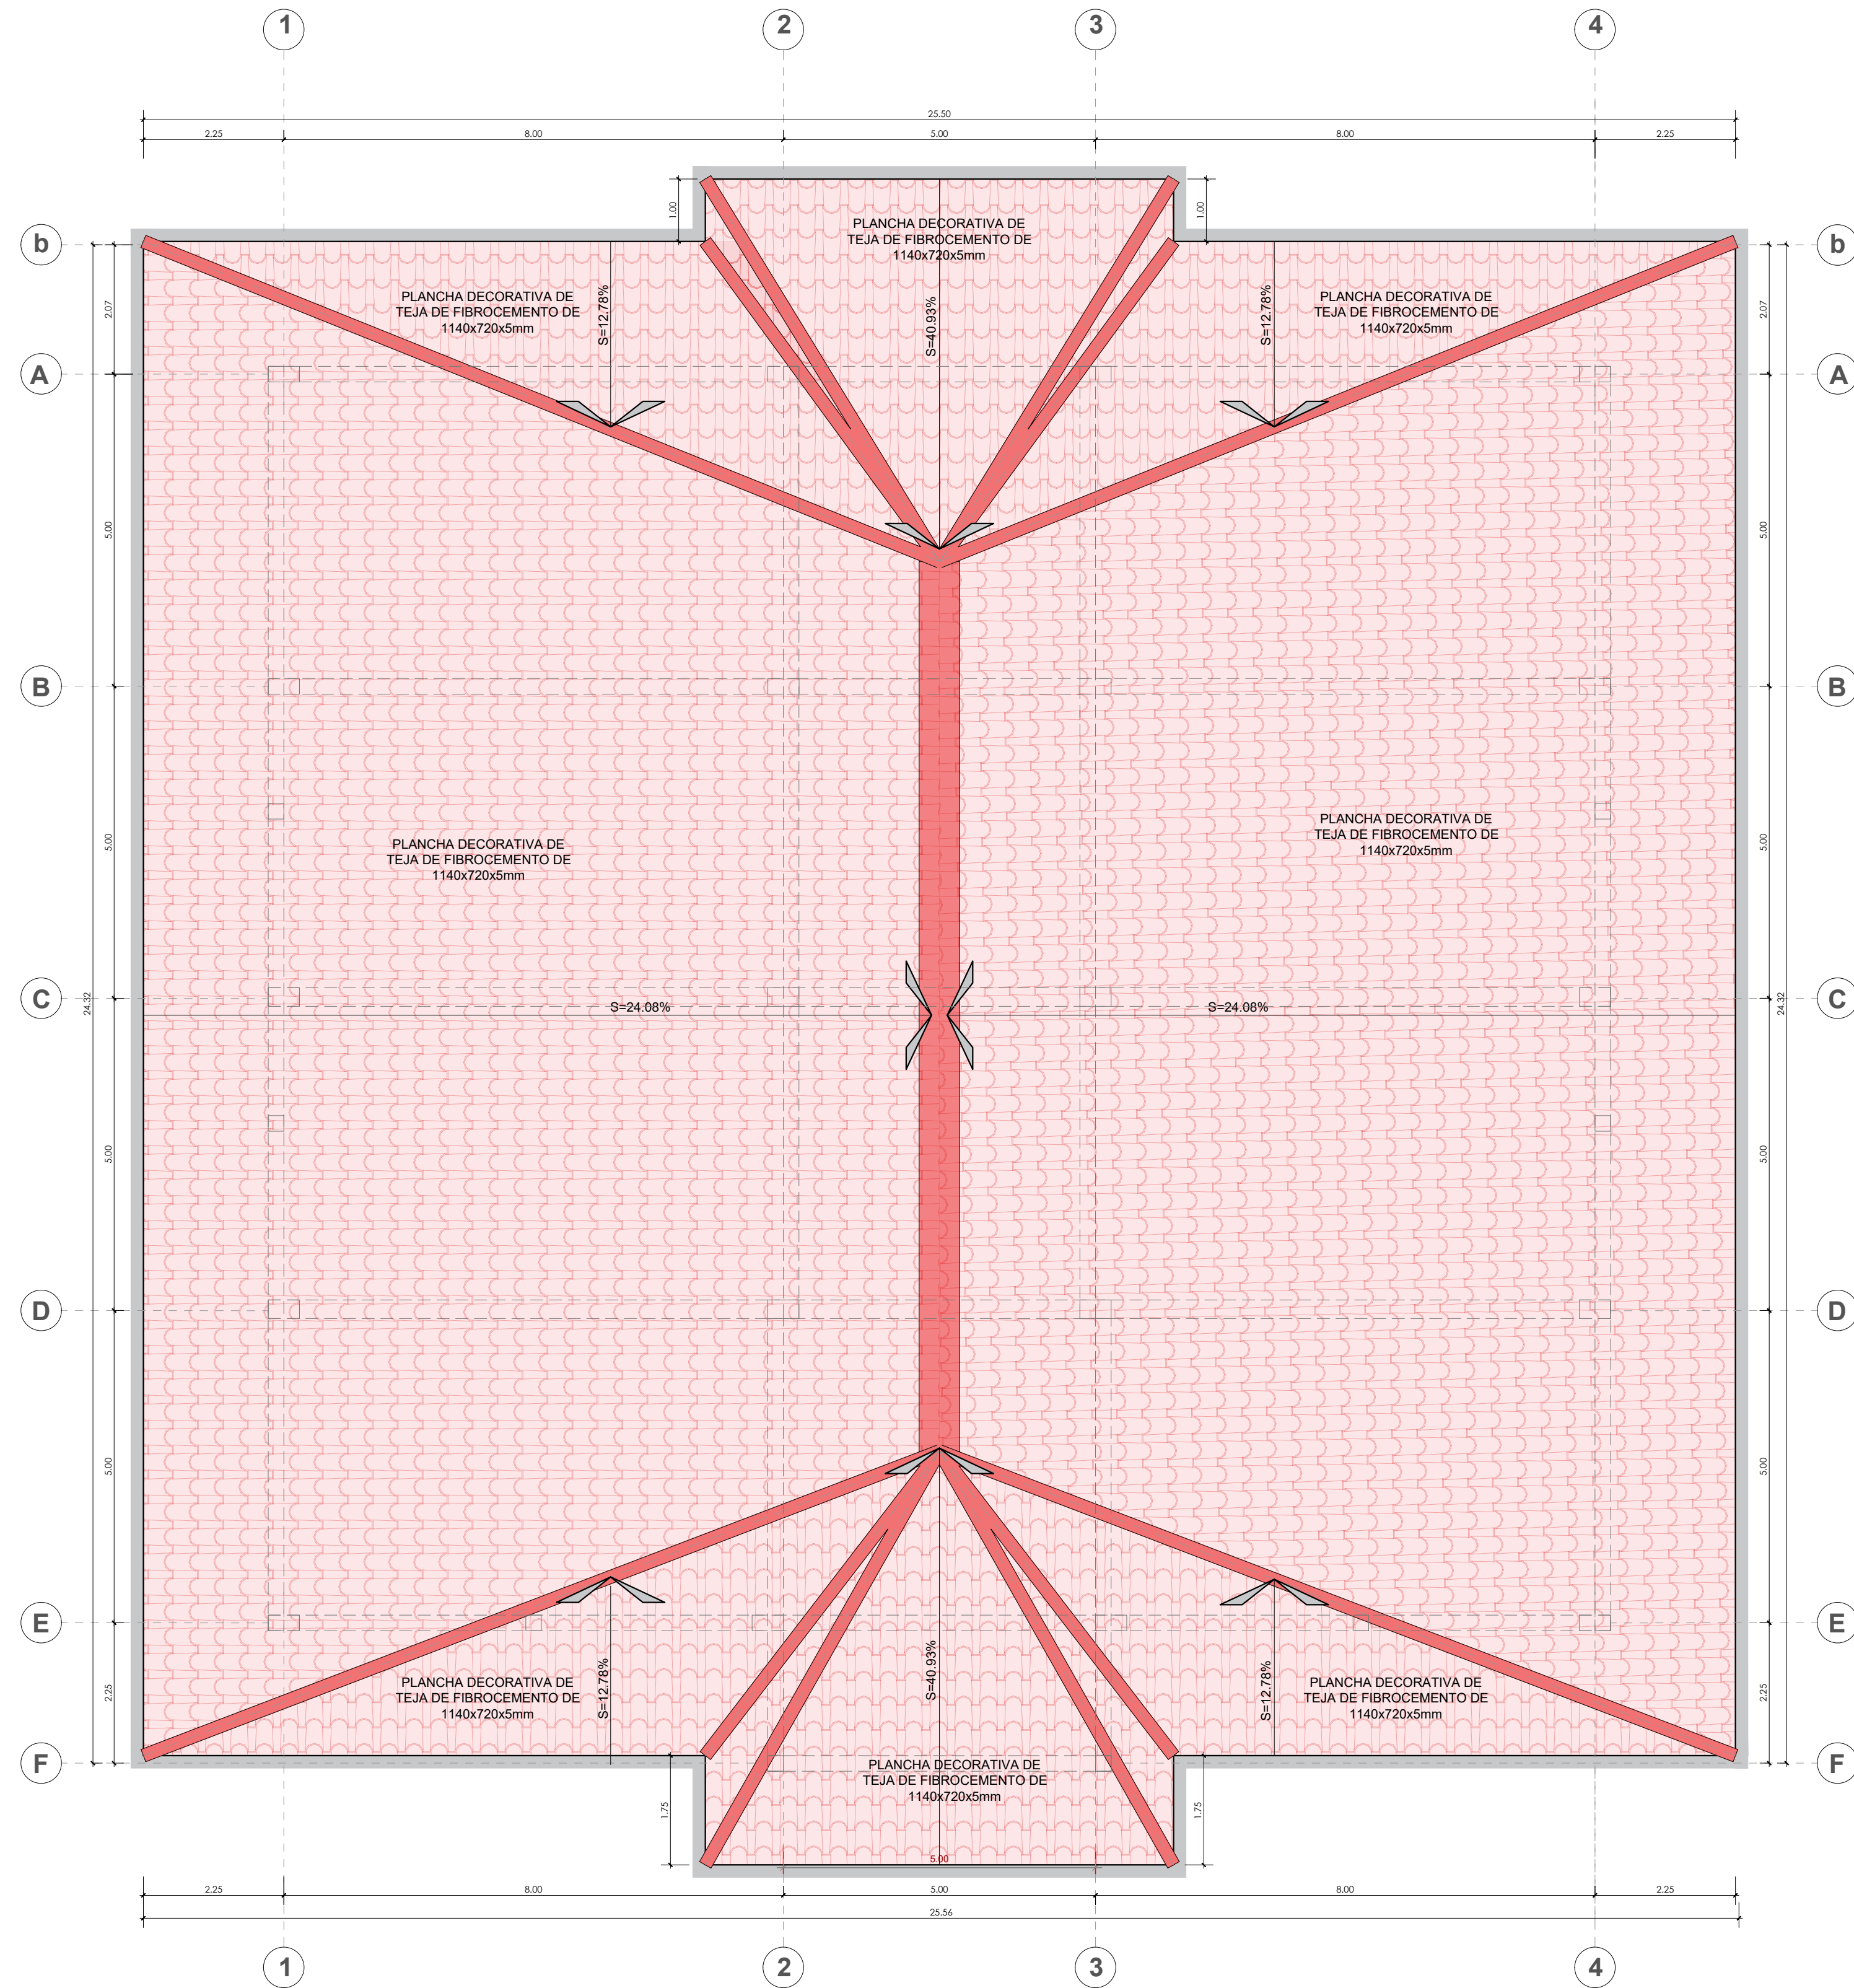 1
2
3
4
25.50
2.25
8.00
5.00
8.00
2.25
1.00
1.00
PLANCHA DECORATIVA DE
TEJA DE FIBROCEMENTO DE
1140x720x5mm
b
b
PLANCHA DECORATIVA DE
TEJA DE FIBROCEMENTO DE
1140x720x5mm
S=12.78%
S=40.93%
S=12.78%
PLANCHA DECORATIVA DE
TEJA DE FIBROCEMENTO DE
1140x720x5mm
2.07
2.07
A
A
5.00
5.00
B
B
5.00
5.00
PLANCHA DECORATIVA DE
TEJA DE FIBROCEMENTO DE
1140x720x5mm
PLANCHA DECORATIVA DE
TEJA DE FIBROCEMENTO DE
1140x720x5mm
C
C
24.32
24.32
S=24.08%
S=24.08%
5.00
5.00
D
D
5.00
5.00
E
E
2.25
2.25
PLANCHA DECORATIVA DE
TEJA DE FIBROCEMENTO DE
1140x720x5mm
S=12.78%
S=40.93%
S=12.78%
PLANCHA DECORATIVA DE
TEJA DE FIBROCEMENTO DE
1140x720x5mm
F
F
PLANCHA DECORATIVA DE
TEJA DE FIBROCEMENTO DE
1140x720x5mm
1.75
1.75
5.00
2.25
8.00
5.00
8.00
2.25
25.56
1
2
3
4